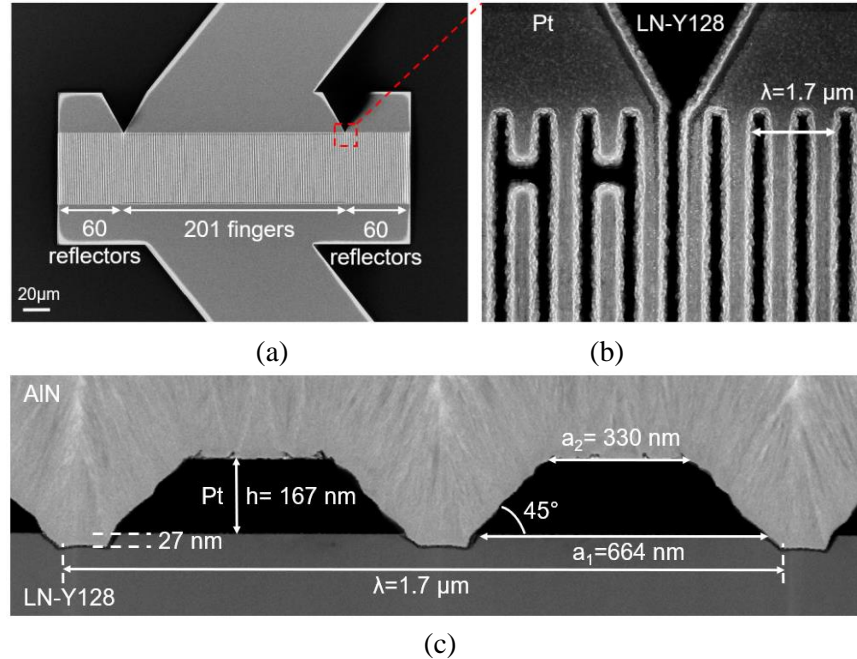 Pt
LN-Y128
λ=1.7 µm
60
201 fingers
60
reflectors
reflectors
20µm
(a)
(b)
AlN
a₂= 330 nm
Pt
h= 167 nm
45°
27 nm
a₁=664 nm
λ=1.7 µm
LN-Y128
(c)